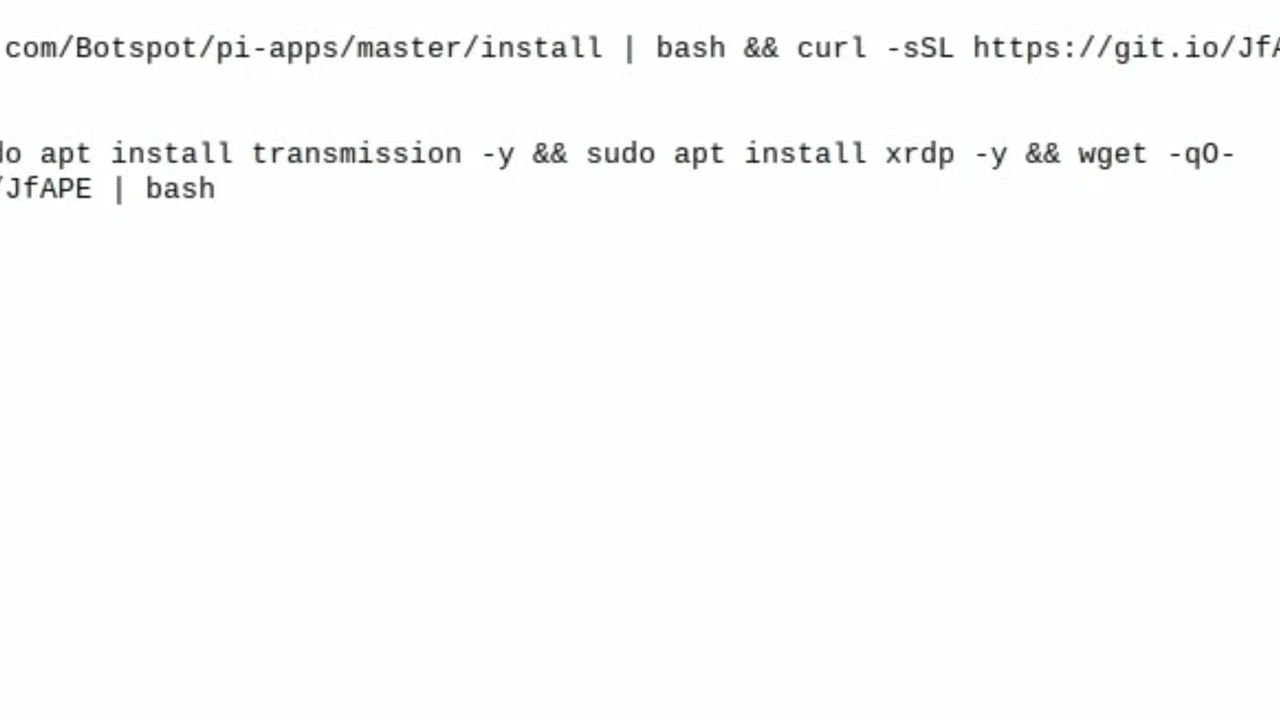 com/Botspot/pi-apps/master/install | bash && curl -sSL https://git.io/JfA
do apt install transmission -y && sudo apt install xrdp -y && wget -qO-
/JfAPE | bash